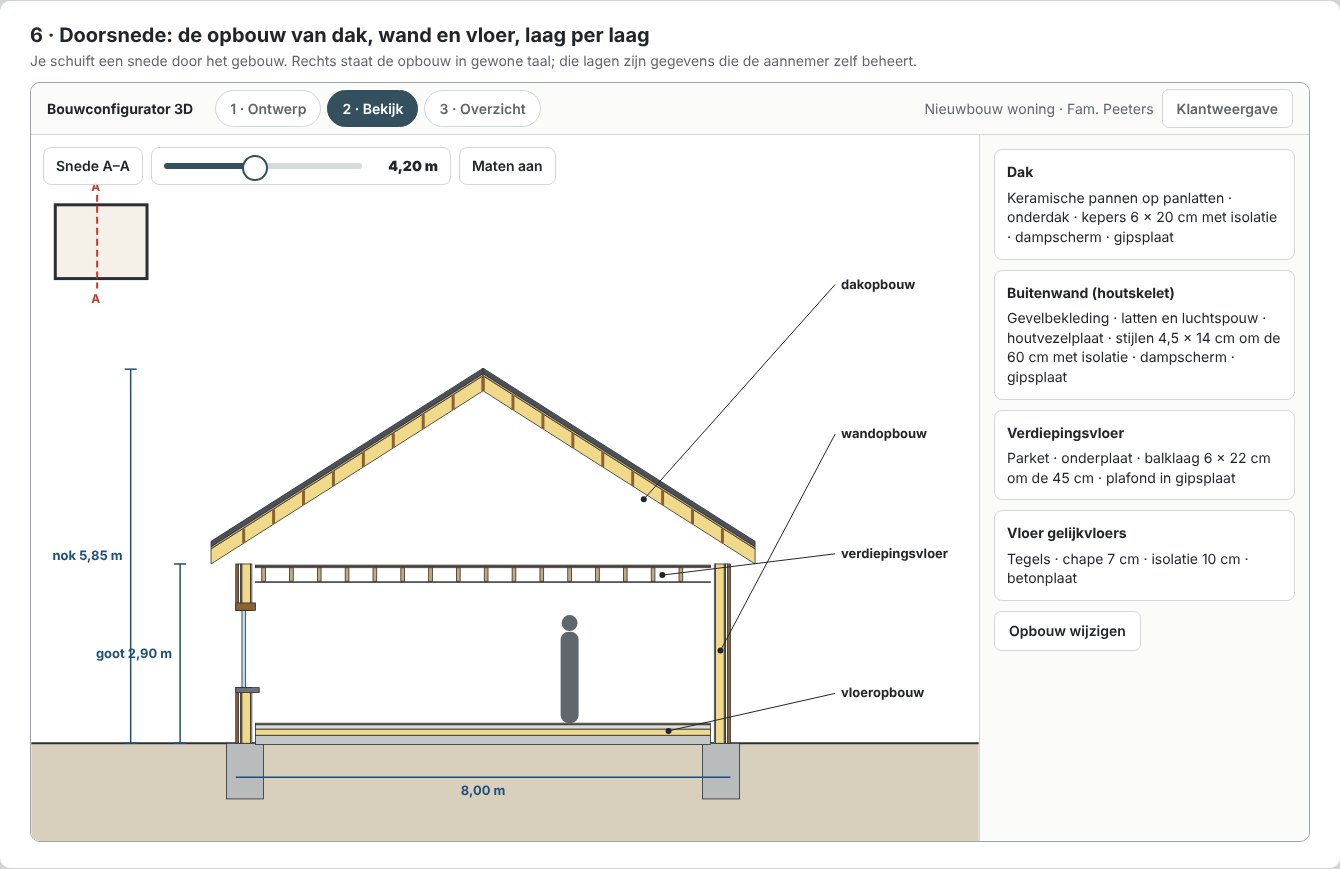 6 · Doorsnede: de opbouw van dak, wand en vloer, laag per laag
Je schuift een snede door het gebouw. Rechts staat de opbouw in gewone taal; die lagen zijn gegevens die de aannemer zelf beheert.
Bouwconfigurator 3D
1 · Ontwerp
2 · Bekijk
3 · Overzicht
Nieuwbouw woning · Fam. Peeters
Klantweergave
Snede A–A
4,20 m
Maten aan
A
A
dakopbouw
wandopbouw
nok 5,85 m
verdiepingsvloer
goot 2,90 m
vloeropbouw
8,00 m
Dak
Keramische pannen op panlatten ·
onderdak · kepers 6 × 20 cm met isolatie
· dampscherm · gipsplaat
Buitenwand (houtskelet)
Gevelbekleding · latten en luchtspouw ·
houtvezelplaat · stijlen 4,5 × 14 cm om de
60 cm met isolatie · dampscherm ·
gipsplaat
Verdiepingsvloer
Parket · onderplaat · balklaag 6 × 22 cm
om de 45 cm · plafond in gipsplaat
Vloer gelijkvloers
Tegels · chape 7 cm · isolatie 10 cm ·
betonplaat
Opbouw wijzigen